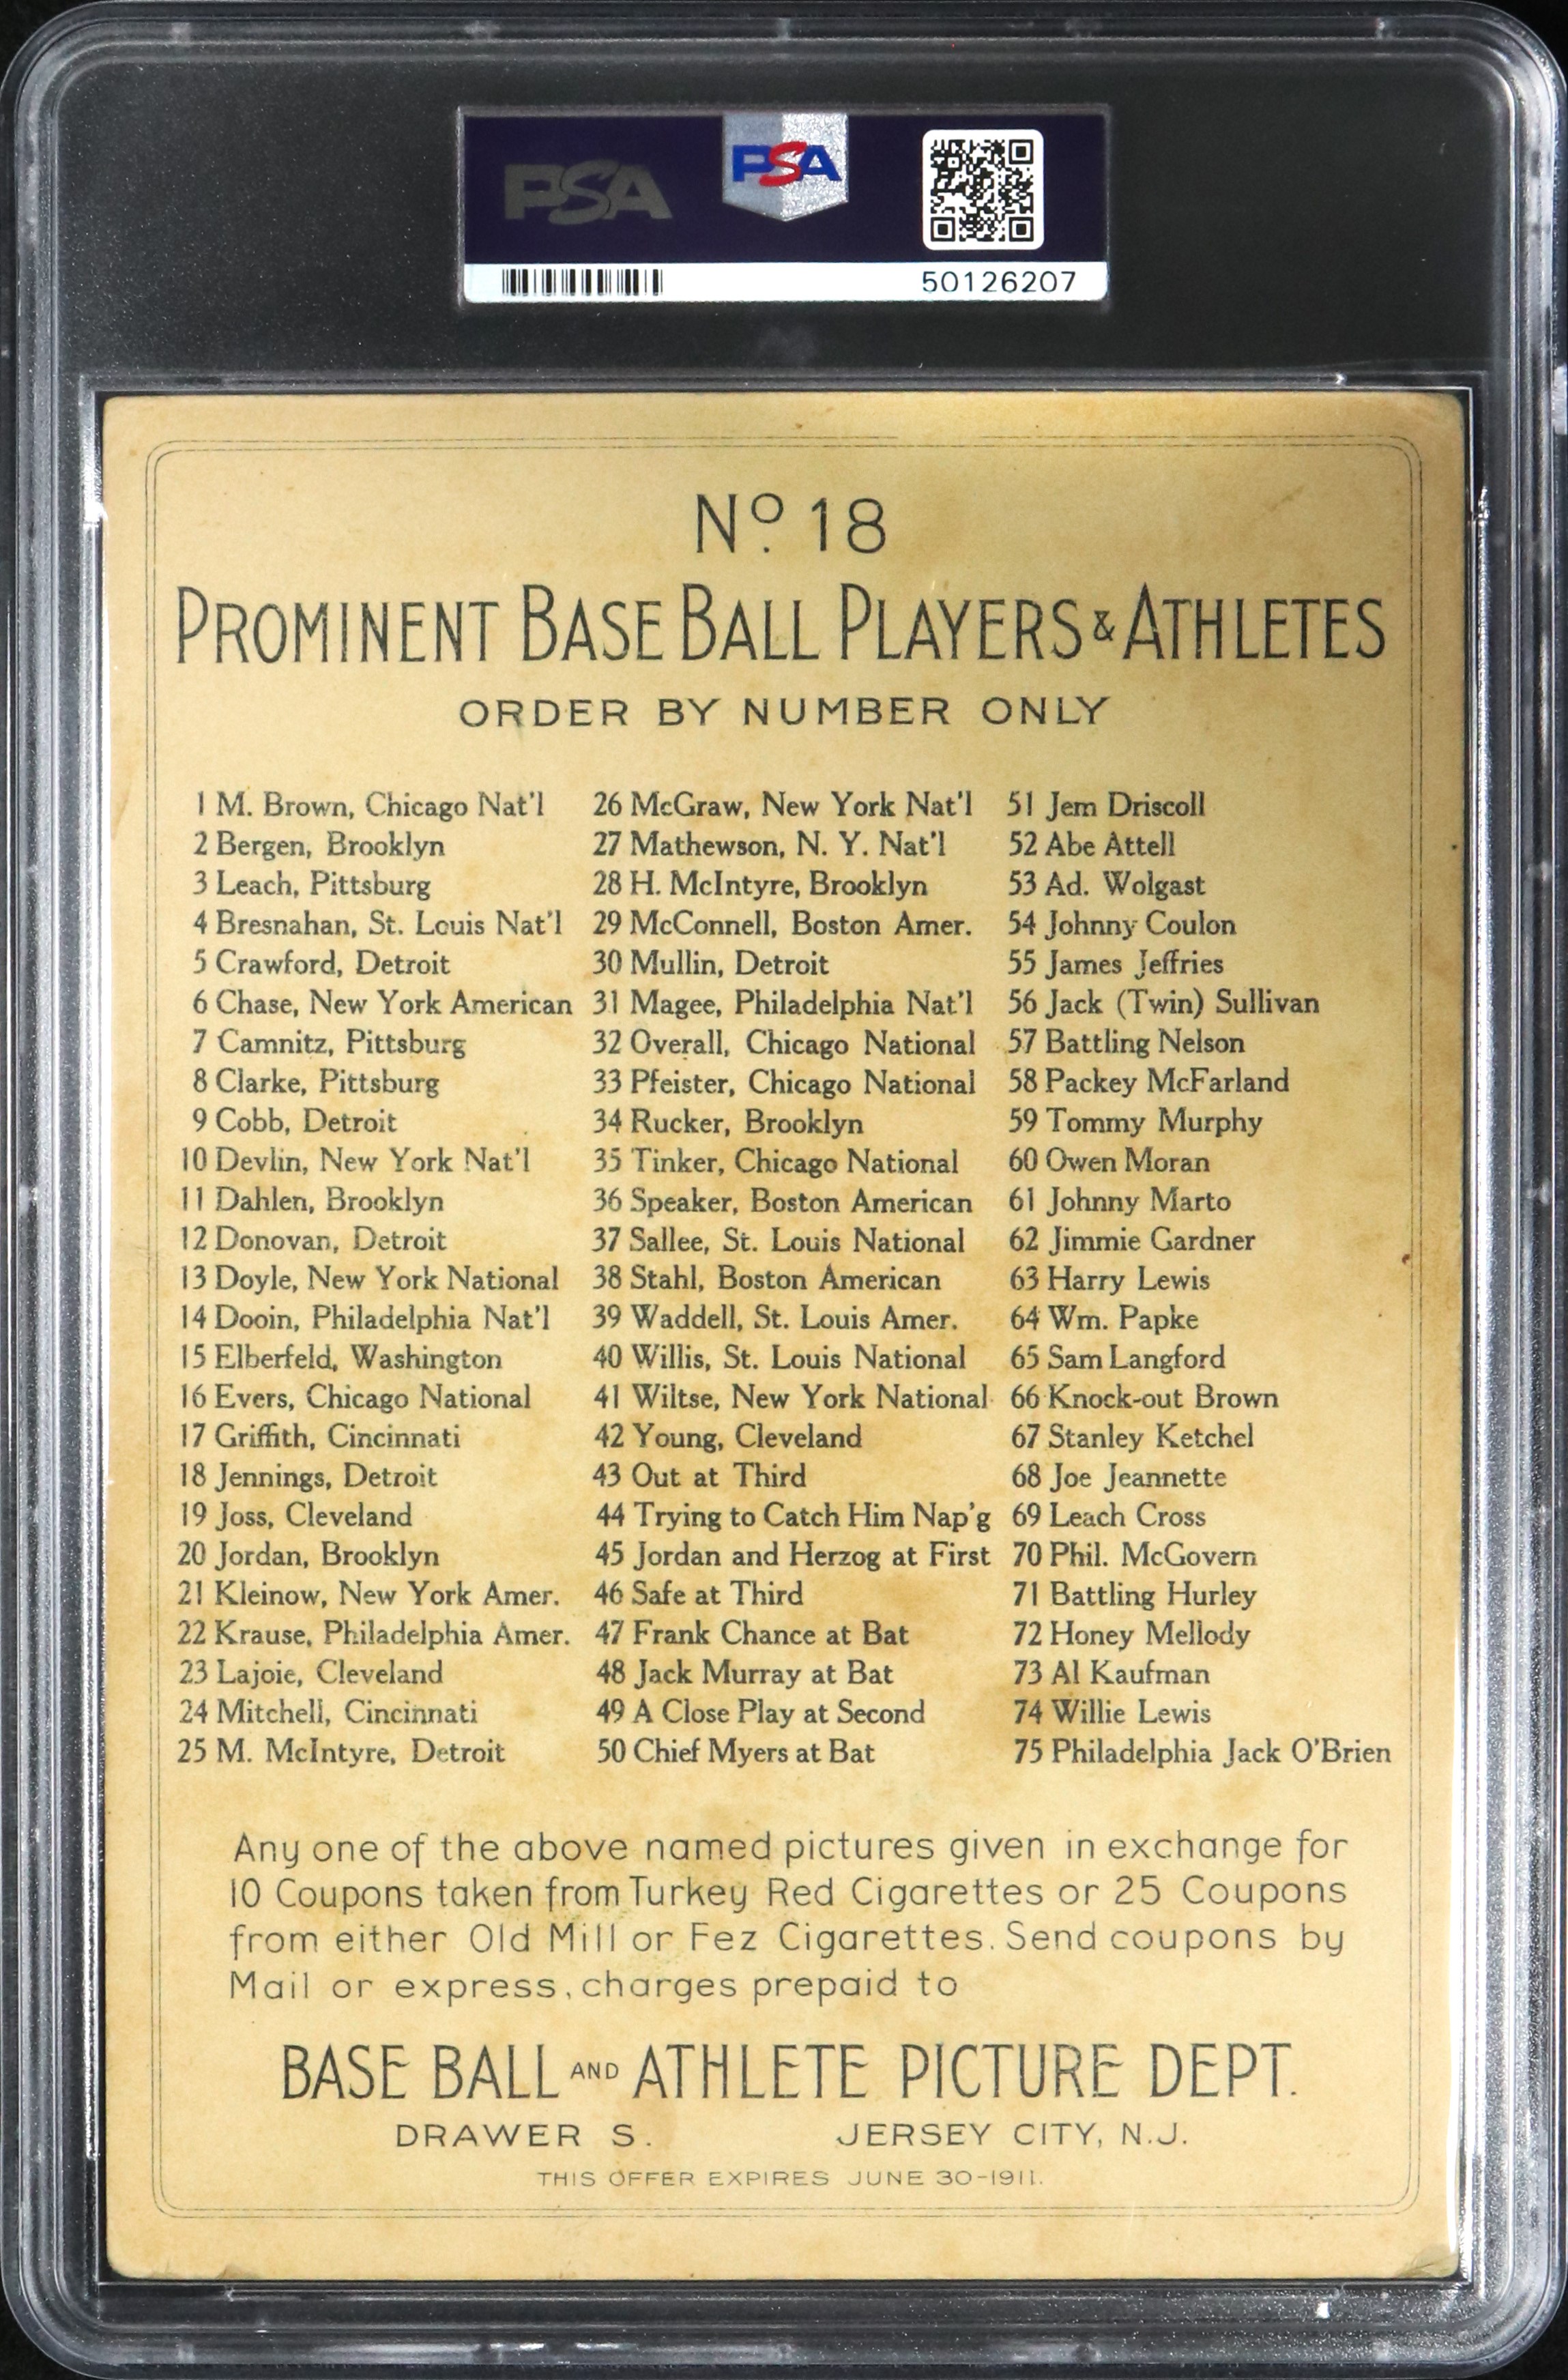 PSA
PSA
50126207
No. 18
PROMINENT BASE BALL PLAYERS & ATHLETES
ORDER BY NUMBER ONLY
1 M. Brown, Chicago Nat'l
2 Bergen, Brooklyn
3 Leach, Pittsburg
4 Bresnahan, St. Louis Nat'l
5 Crawford, Detroit
6 Chase, New York American
7 Camnitz, Pittsburg
8 Clarke, Pittsburg
9 Cobb, Detroit
10 Devlin, New York Nat'l
11 Dahlen, Brooklyn
12 Donovan, Detroit
13 Doyle, New York National
14 Dooin, Philadelphia Nat'l
15 Elberfeld, Washington
16 Evers, Chicago National
17 Griffith, Cincinnati
18 Jennings, Detroit
19 Joss, Cleveland
20 Jordan, Brooklyn
21 Kleinow, New York Amer.
22 Krause, Philadelphia Amer.
23 Lajoie, Cleveland
24 Mitchell, Cincinnati
25 M. McIntyre, Detroit
26 McGraw, New York Nat'l
27 Mathewson, N. Y. Nat'l
28 H. McIntyre, Brooklyn
29 McConnell, Boston Amer.
30 Mullin, Detroit
31 Magee, Philadelphia Nat'l
32 Overall, Chicago National
33 Pfeister, Chicago National
34 Rucker, Brooklyn
35 Tinker, Chicago National
36 Speaker, Boston American
37 Sallee, St. Louis National
38 Stahl, Boston American
39 Waddell, St. Louis Amer.
40 Willis, St. Louis National
41 Wiltse, New York National
42 Young, Cleveland
43 Out at Third
44 Trying to Catch Him Nap'g
45 Jordan and Herzog at First
46 Safe at Third
47 Frank Chance at Bat
48 Jack Murray at Bat
49 A Close Play at Second
50 Chief Myers at Bat
51 Jem Driscoll
52 Abe Attell
53 Ad. Wolgast
54 Johnny Coulon
55 James Jeffries
56 Jack (Twin) Sullivan
57 Battling Nelson
58 Packey McFarland
59 Tommy Murphy
60 Owen Moran
61 Johnny Marto
62 Jimmie Gardner
63 Harry Lewis
64 Wm. Papke
65 Sam Langford
66 Knock-out Brown
67 Stanley Ketchel
68 Joe Jeannette
69 Leach Cross
70 Phil. McGovern
71 Battling Hurley
72 Honey Mellody
73 Al Kaufman
74 Willie Lewis
75 Philadelphia Jack O'Brien
Any one of the above named pictures given in exchange for
10 Coupons taken from Turkey Red Cigarettes or 25 Coupons
from either Old Mill or Fez Cigarettes. Send coupons by
Mail or express, charges prepaid to
BASE BALL AND ATHLETE PICTURE DEPT.
DRAWER S. JERSEY CITY, N.J.
THIS OFFER EXPIRES JUNE 30-1911.